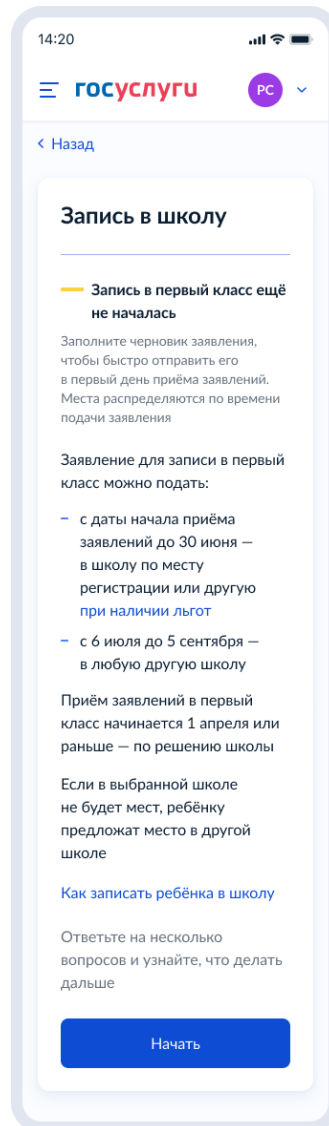 14:20
госуслуги
РС
Назад
Запись в школу
Запись в первый класс ещё
не началась
Заполните черновик заявления,
чтобы быстро отправить его
в первый день приёма заявлений.
Места распределяются по времени
подачи заявления
Заявление для записи в первый
класс можно подать:
– с даты начала приёма
заявлений до 30 июня —
в школу по месту
регистрации или другую
при наличии льгот
– с 6 июля до 5 сентября —
в любую другую школу
Приём заявлений в первый
класс начинается 1 апреля или
раньше — по решению школы
Если в выбранной школе
не будет мест, ребёнку
предложат место в другой
школе
Как записать ребёнка в школу
Ответьте на несколько
вопросов и узнайте, что делать
дальше
Начать